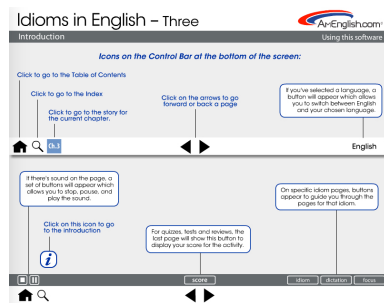 Idioms in English – Three
AmEnglish.com
Introduction
Using this software
Icons on the Control Bar at the bottom of the screen:
Click to go to the Table of Contents
Click to go to the Index
Click to go to the story for
the current chapter.
Click on the arrows to go
forward or back a page
If you've selected a language, a
button will appear which allows
you to switch between English
and your chosen language.
Ch.3
English
If there's sound on the page, a
set of buttons will appear which
allows you to stop, pause, and
play the sound.
Click on this icon to go
to the introduction
i
For quizzes, tests and reviews, the
last page will show this button to
display your score for the activity.
On specific idiom pages, buttons
appear to guide you through the
pages for that idiom.
score
idiom
dictation
focus